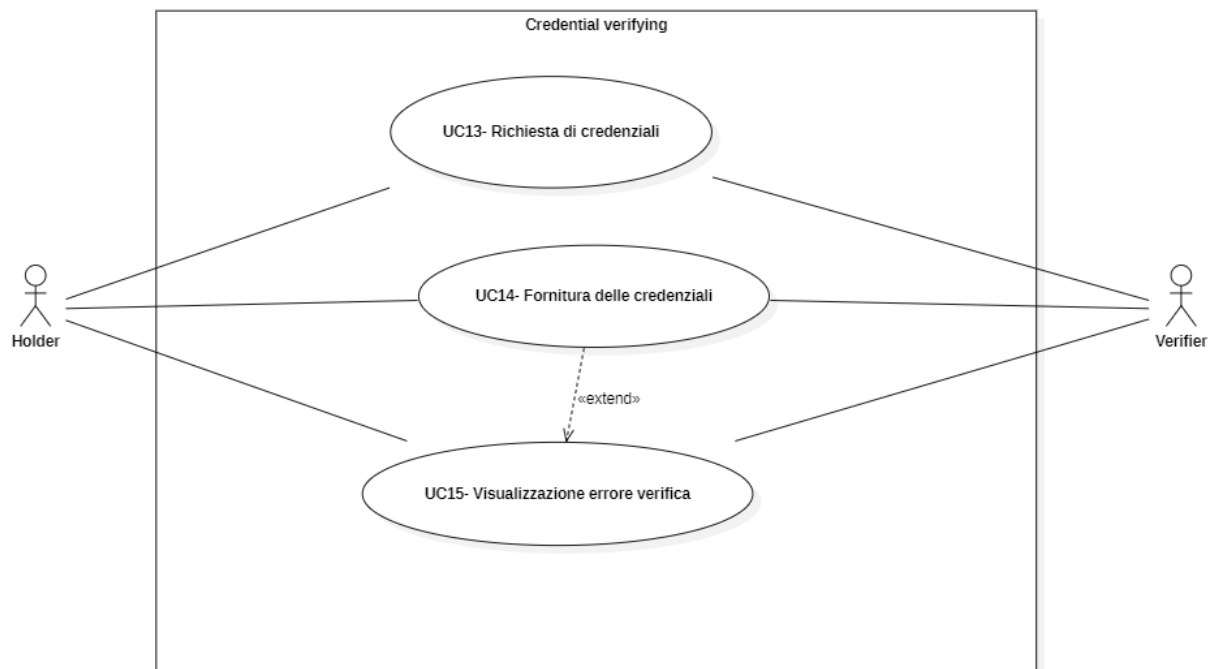 Credential verifying
UC13- Richiesta di credenziali
UC14- Fornitura delle credenziali
Holder
Verifier
«extend»
UC15- Visualizzazione errore verifica